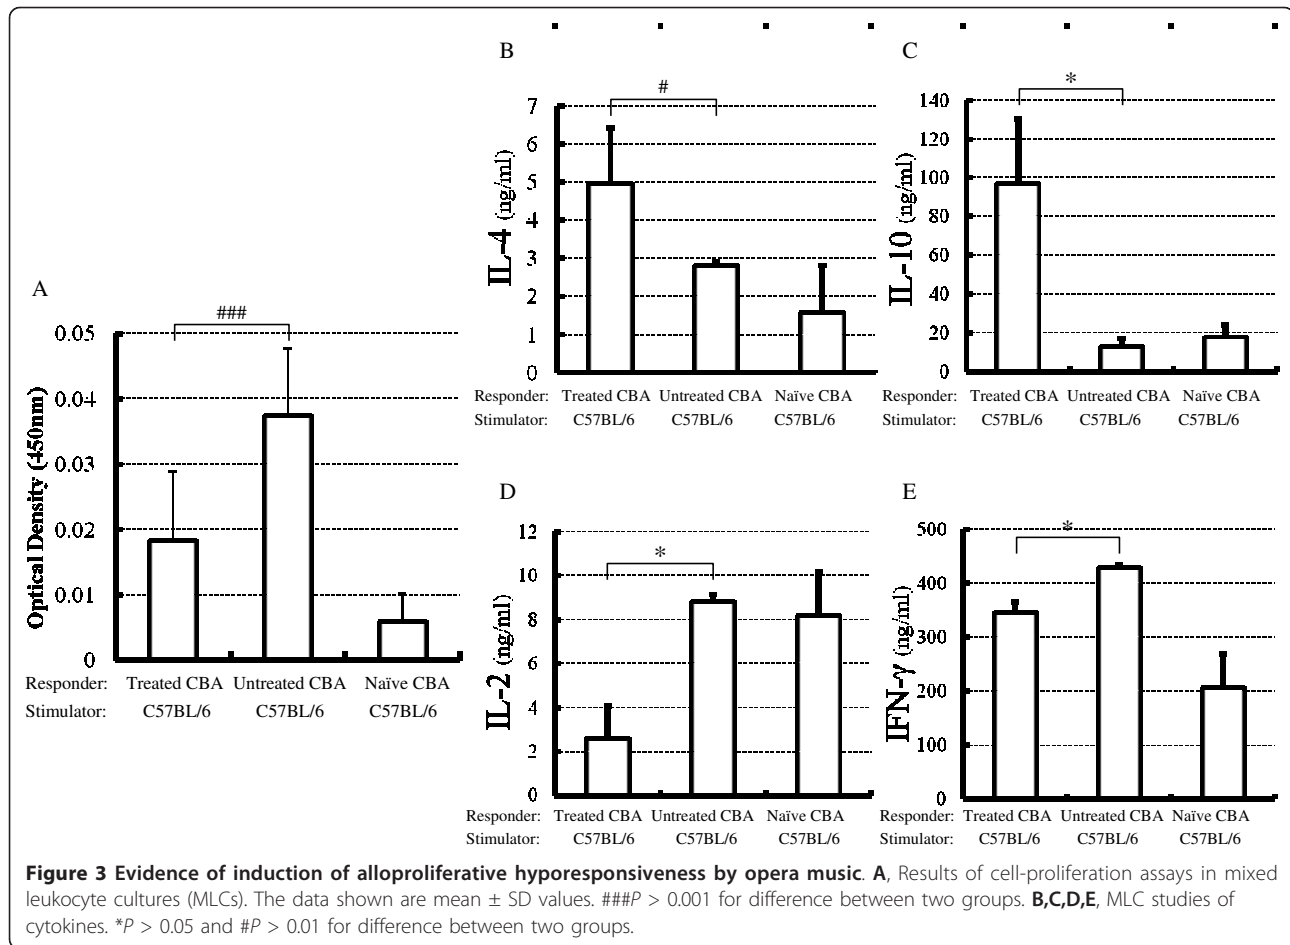 A
###
Optical Density (450nm)
0.05
0.04
0.03
0.02
0.01
0
Responder: Treated CBA Untreated CBA Naïve CBA
Stimulator: C57BL/6 C57BL/6 C57BL/6
B
#
IL-4 (ng/ml)
7
6
5
4
3
2
1
0
Responder: Treated CBA Untreated CBA Naïve CBA
Stimulator: C57BL/6 C57BL/6 C57BL/6
C
*
IL-10 (ng/ml)
140
120
100
80
60
40
20
0
Responder: Treated CBA Untreated CBA Naïve CBA
Stimulator: C57BL/6 C57BL/6 C57BL/6
D
*
IL-2 (ng/ml)
12
10
8
6
4
2
0
Responder: Treated CBA Untreated CBA Naïve CBA
Stimulator: C57BL/6 C57BL/6 C57BL/6
E
*
IFN-γ (ng/ml)
500
400
300
200
100
0
Responder: Treated CBA Untreated CBA Naïve CBA
Stimulator: C57BL/6 C57BL/6 C57BL/6
Figure 3 Evidence of induction of alloproliferative hyporesponsiveness by opera music. A, Results of cell-proliferation assays in mixed
leukocyte cultures (MLCs). The data shown are mean ± SD values. ###P > 0.001 for difference between two groups. B,C,D,E, MLC studies of
cytokines. *P > 0.05 and #P > 0.01 for difference between two groups.